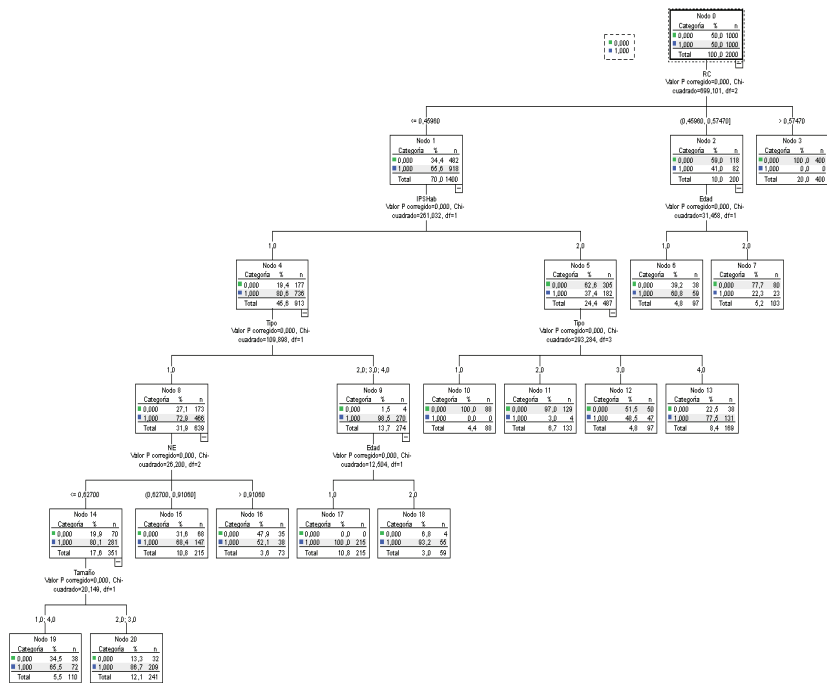 Nodo 0
Categoría % n
0,000 50,0 1000
1,000 50,0 1000
Total 100,0 2000
0,000
1,000
RC
Valor P corregido=0,000, Chi-
cuadrado=699,101, df=2
<= 0,45960
(0,45960, 0,57470]
> 0,57470
Nodo 1
Categoría % n
0,000 34,4 482
1,000 65,6 918
Total 70,0 1400
Nodo 2
Categoría % n
0,000 59,0 118
1,000 41,0 82
Total 10,0 200
Nodo 3
Categoría % n
0,000 100,0 400
1,000 0,0 0
Total 20,0 400
IPSHab
Valor P corregido=0,000, Chi-
cuadrado=261,032, df=1
Edad
Valor P corregido=0,000, Chi-
cuadrado=31,468, df=1
1,0
2,0
1,0
2,0
Nodo 4
Categoría % n
0,000 19,4 177
1,000 80,6 736
Total 45,6 913
Nodo 5
Categoría % n
0,000 62,6 305
1,000 37,4 182
Total 24,4 487
Nodo 6
Categoría % n
0,000 39,2 38
1,000 60,8 59
Total 4,8 97
Nodo 7
Categoría % n
0,000 77,7 80
1,000 22,3 23
Total 5,2 103
Tipo
Valor P corregido=0,000, Chi-
cuadrado=109,898, df=1
Tipo
Valor P corregido=0,000, Chi-
cuadrado=293,284, df=3
1,0
2,0; 3,0; 4,0
1,0
2,0
3,0
4,0
Nodo 8
Categoría % n
0,000 27,1 173
1,000 72,9 466
Total 31,9 639
Nodo 9
Categoría % n
0,000 1,5 4
1,000 98,5 270
Total 13,7 274
Nodo 10
Categoría % n
0,000 100,0 88
1,000 0,0 0
Total 4,4 88
Nodo 11
Categoría % n
0,000 97,0 129
1,000 3,0 4
Total 6,7 133
Nodo 12
Categoría % n
0,000 51,5 50
1,000 48,5 47
Total 4,8 97
Nodo 13
Categoría % n
0,000 22,5 38
1,000 77,5 131
Total 8,4 169
NE
Valor P corregido=0,000, Chi-
cuadrado=26,200, df=2
Edad
Valor P corregido=0,000, Chi-
cuadrado=12,504, df=1
<= 0,62700
(0,62700, 0,91060]
> 0,91060
1,0
2,0
Nodo 14
Categoría % n
0,000 19,9 70
1,000 80,1 281
Total 17,6 351
Nodo 15
Categoría % n
0,000 31,6 68
1,000 68,4 147
Total 10,8 215
Nodo 16
Categoría % n
0,000 47,9 35
1,000 52,1 38
Total 3,6 73
Nodo 17
Categoría % n
0,000 0,0 0
1,000 100,0 215
Total 10,8 215
Nodo 18
Categoría % n
0,000 6,8 4
1,000 93,2 55
Total 3,0 59
Tamaño
Valor P corregido=0,000, Chi-
cuadrado=20,149, df=1
1,0; 4,0
2,0; 3,0
Nodo 19
Categoría % n
0,000 34,5 38
1,000 65,5 72
Total 5,5 110
Nodo 20
Categoría % n
0,000 13,3 32
1,000 86,7 209
Total 12,1 241